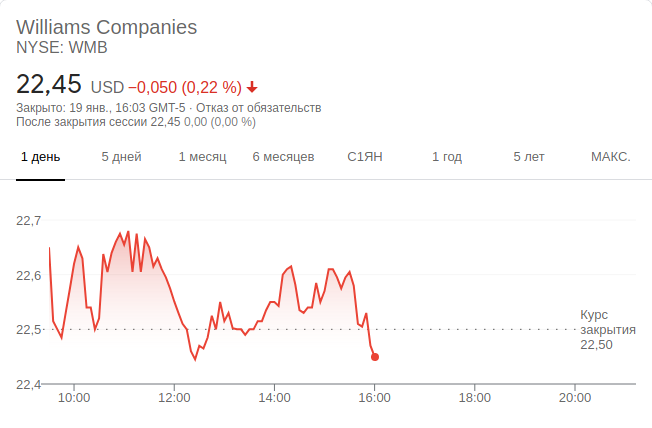 Williams Companies
NYSE: WMB
22,45 USD −0,050 (0,22 %)
Закрыто: 19 янв., 16:03 GMT-5 · Отказ от обязательств
После закрытия сессии 22,45 0,00 (0,00 %)
1 день 5 дней 1 месяц 6 месяцев С1ЯН 1 год 5 лет МАКС.
22,7
22,6
22,5
22,4
Курс
закрытия
22,50
10:00 12:00 14:00 16:00 18:00 20:00